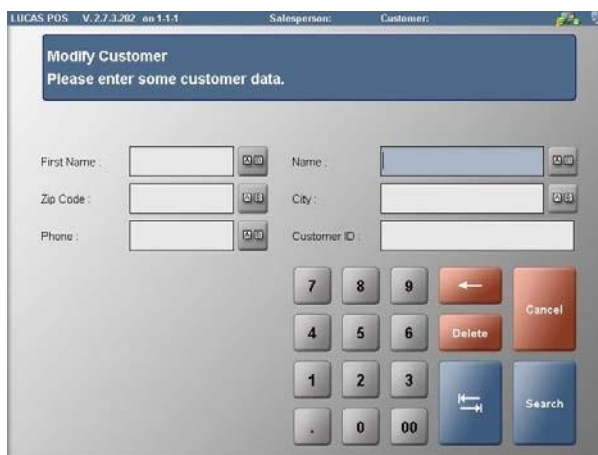 LUCAS POS V. 2.7.3.202 on 1-1-1 Salesperson: Customer:
Modify Customer
Please enter some customer data.
First Name : Name :
Zip Code : City :
Phone : Customer ID :
7 8 9 Cancel
4 5 6 Delete
1 2 3 Search
. 0 00